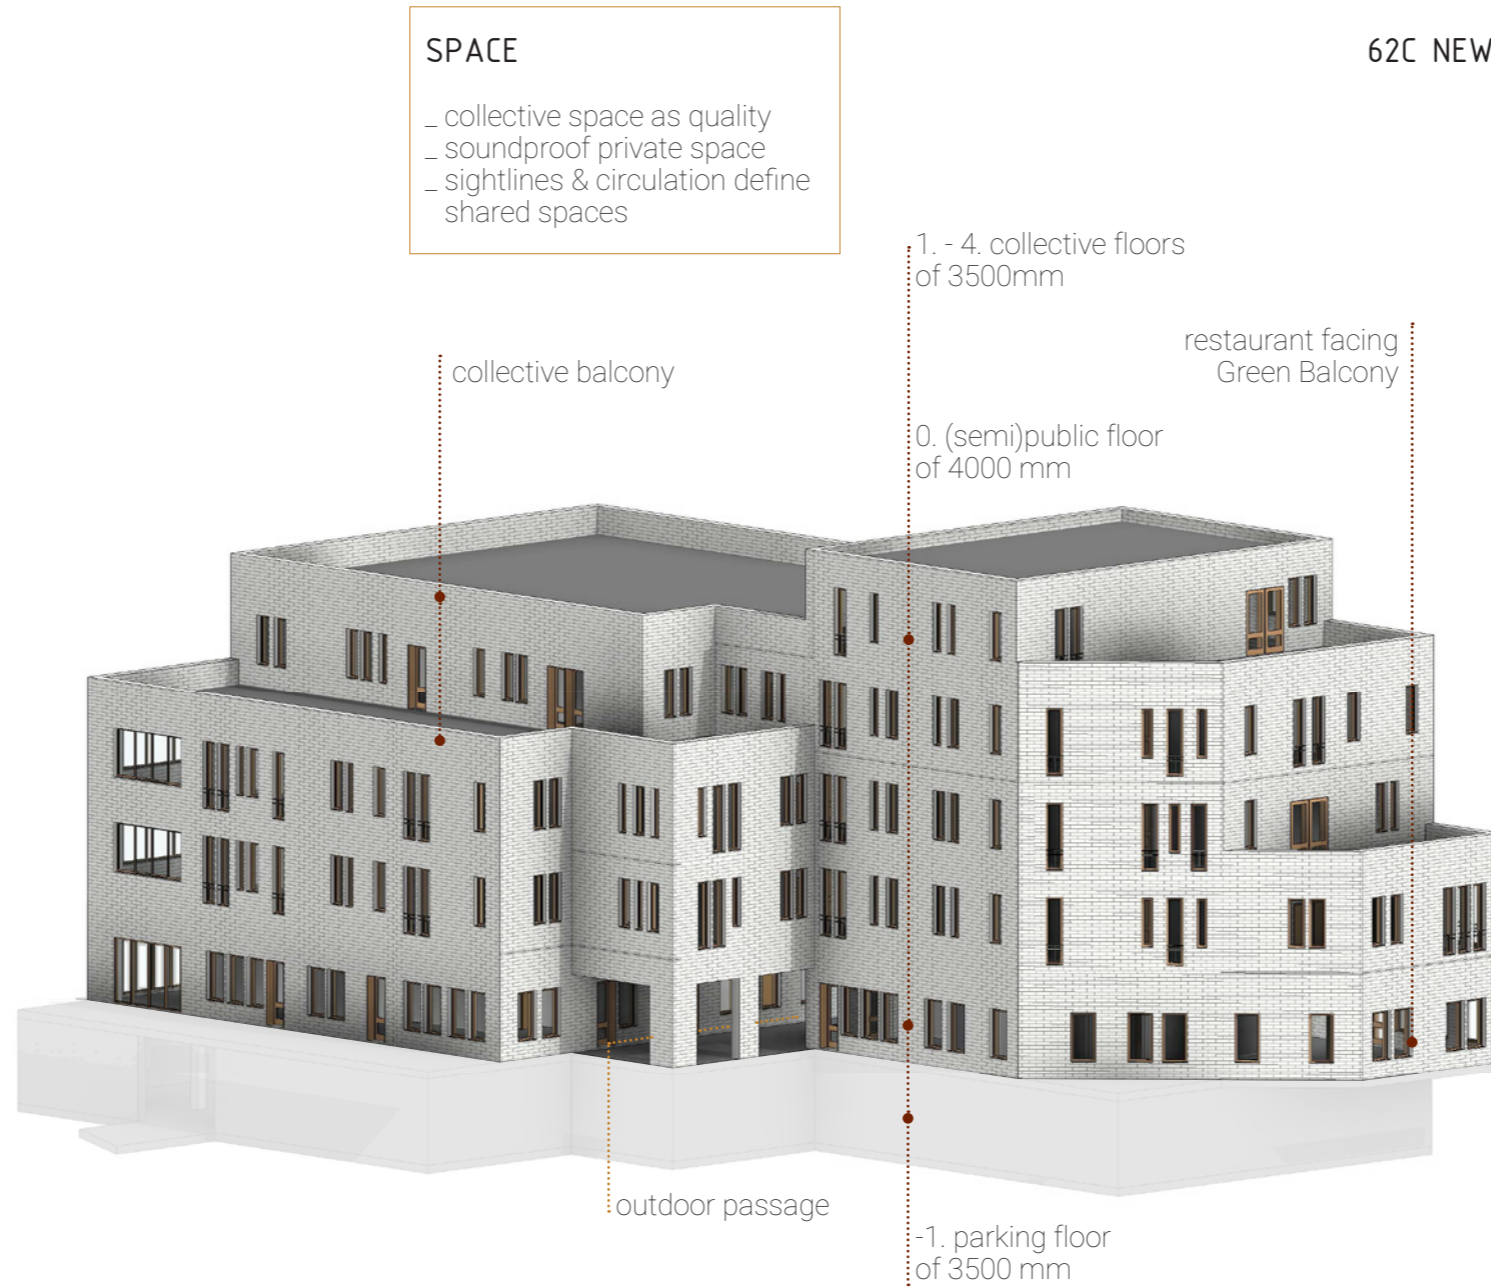 SPACE
_ collective space as quality
_ soundproof private space
_ sightlines & circulation define
shared spaces
62C NEW
1. - 4. collective floors
of 3500mm
restaurant facing
Green Balcony
collective balcony
0. (semi)public floor
of 4000 mm
outdoor passage
-1. parking floor
of 3500 mm